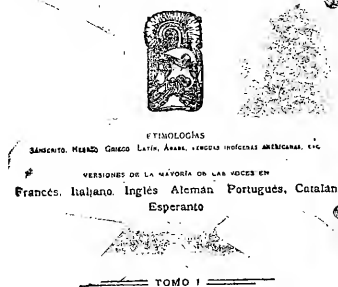 ETIMOLOGÍAS
SÁNSCRITO, HEBREO, GRIEGO, LATÍN, ÁRABE, LENGUAS INDÍGENAS AMERICANAS, ETC.
VERSIONES DE LA MAYORÍA DE LAS VOCES EN
Francés, Italiano, Inglés, Alemán, Portugués, Catalán,
Esperanto
TOMO I